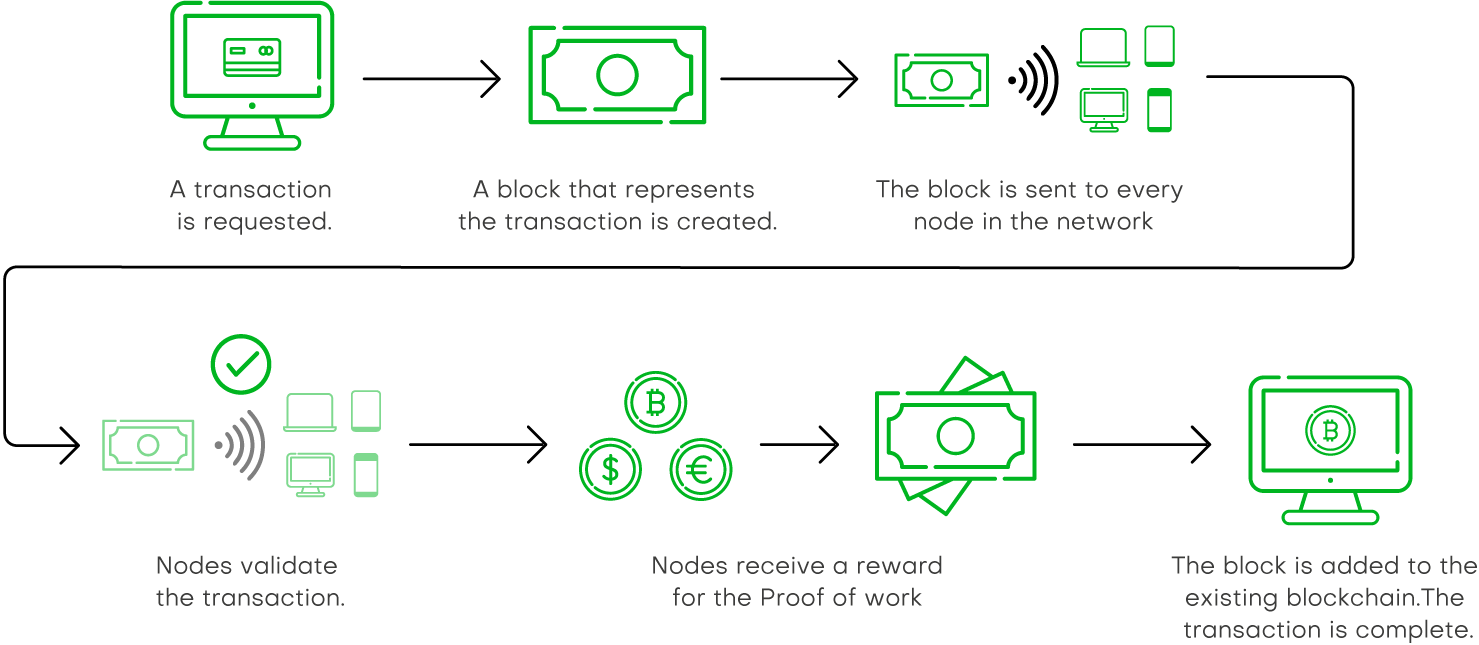 A transaction
is requested.
A block that represents
the transaction is created.
The block is sent to every
node in the network
Nodes validate
the transaction.
Nodes receive a reward
for the Proof of work
The block is added to the
existing blockchain.The
transaction is complete.